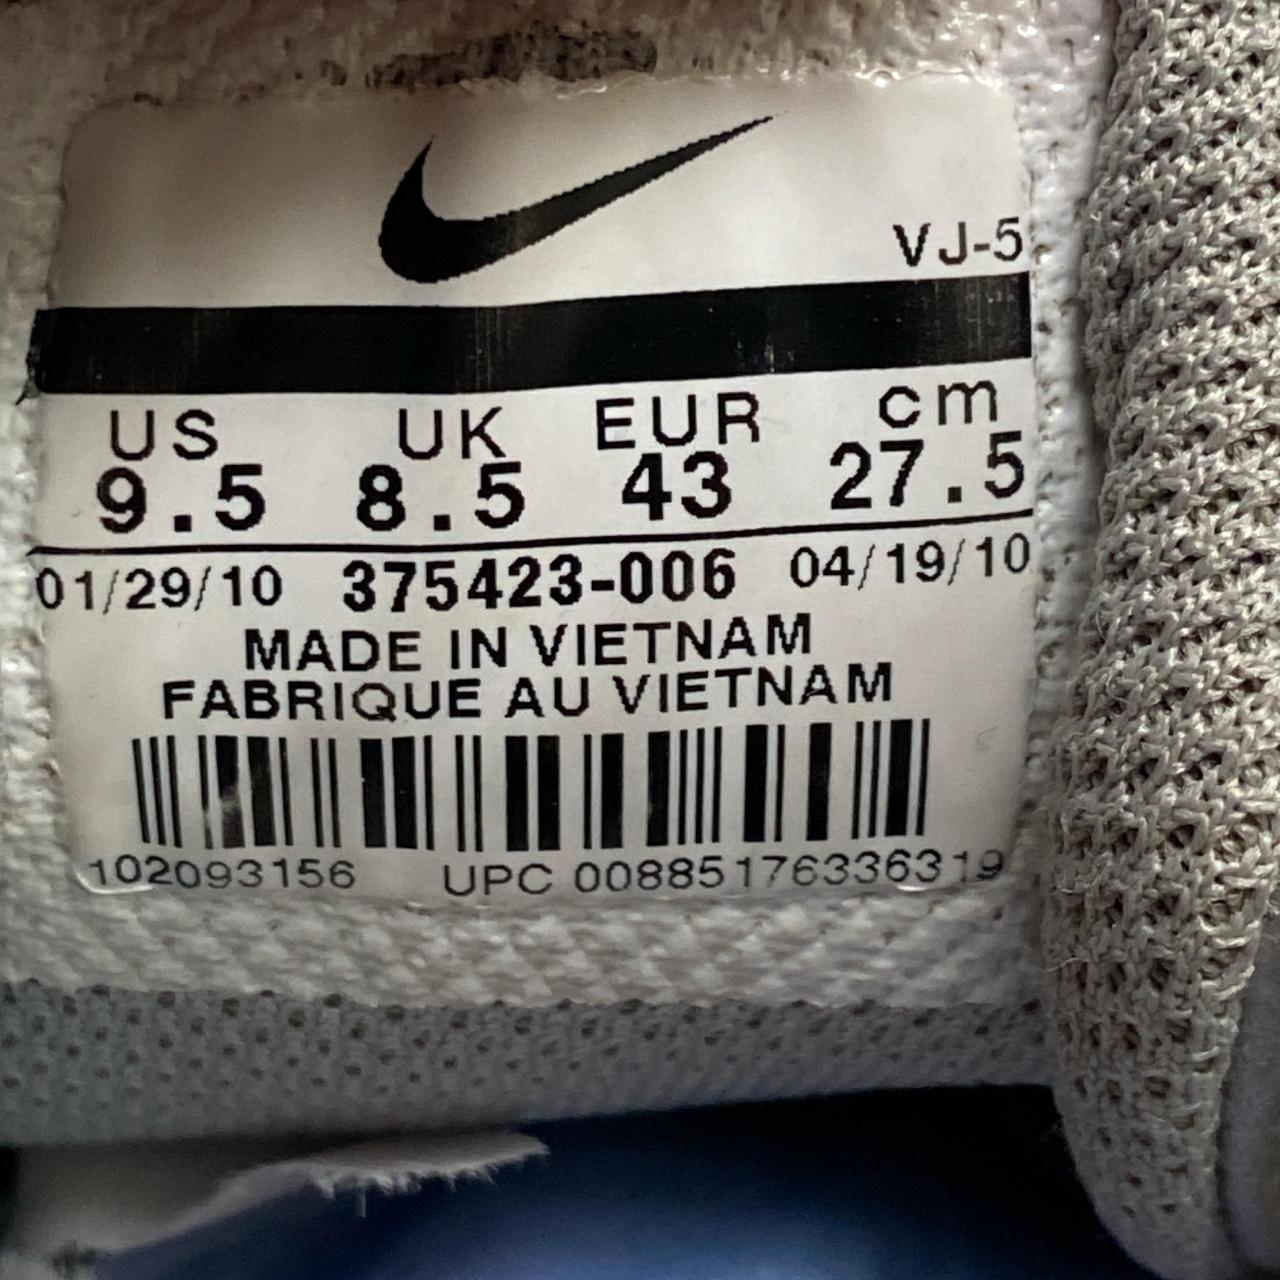 VJ-5
US UK EUR cm
9.5 8.5 43 27.5
01/29/10 375423-006 04/19/10
MADE IN VIETNAM
FABRIQUE AU VIETNAM
102093156 UPC 00885176336319